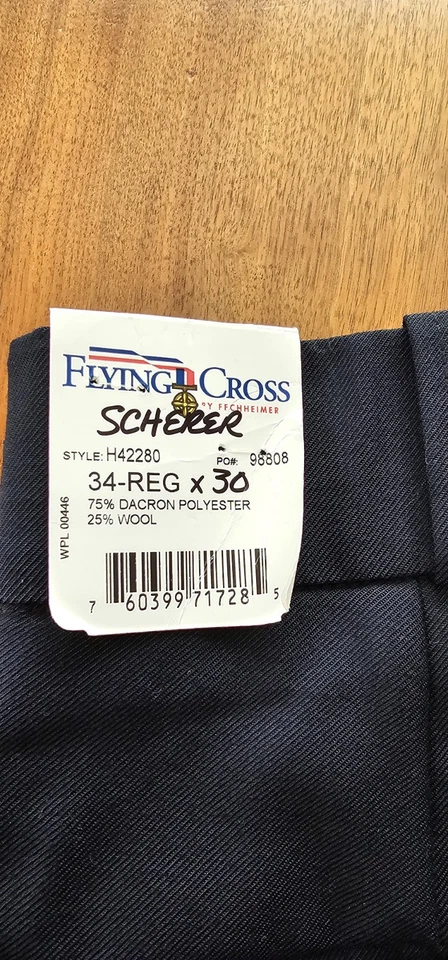 FLYING CROSS
BY FECHHEIMER
SCHERER
STYLE: H42280 PO#: 98808
34-REG x 30
75% DACRON POLYESTER
25% WOOL
WPL 00446
7 60399 71728 5